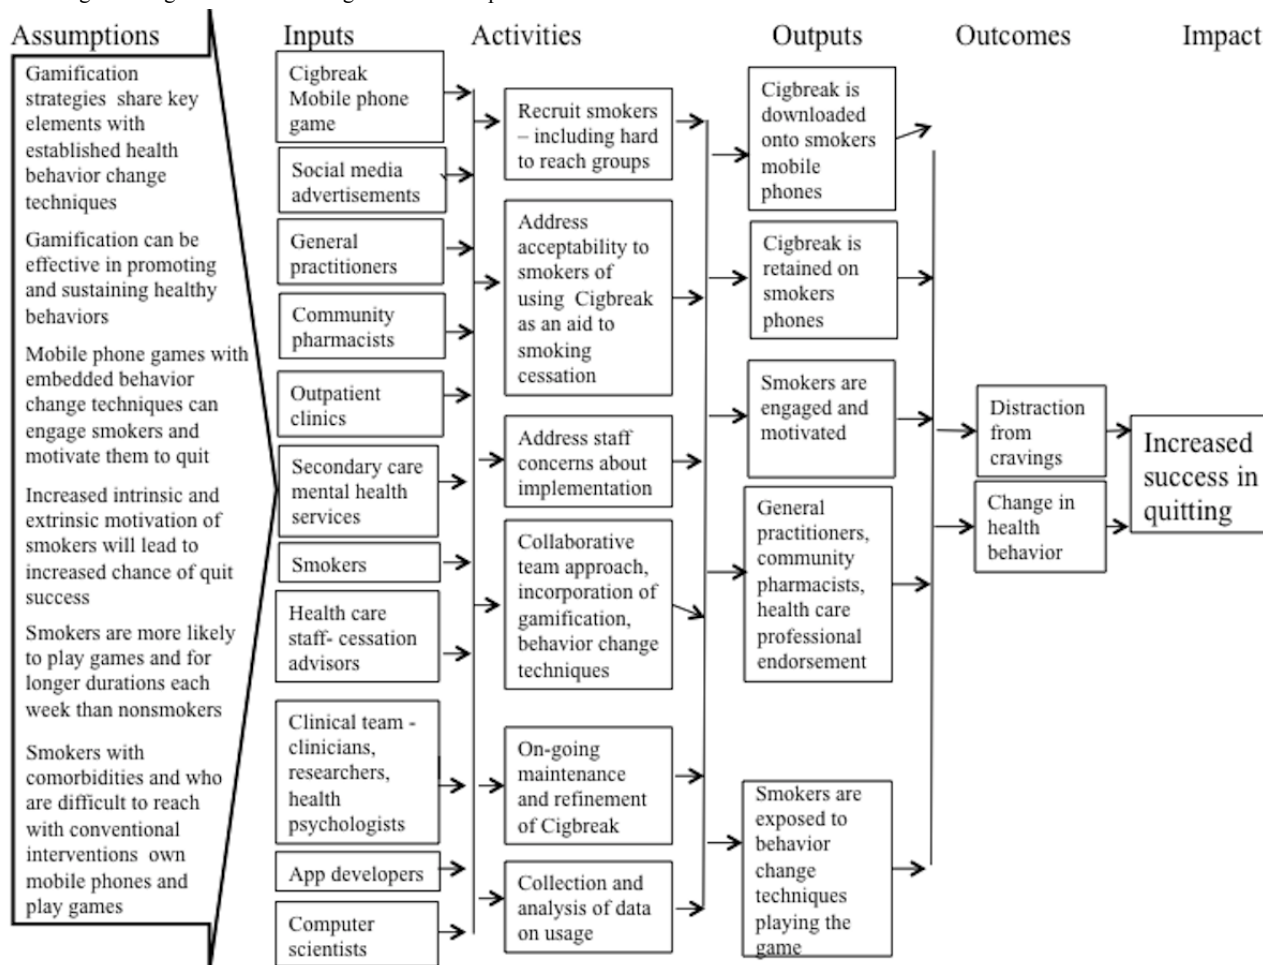 Assumptions
Inputs
Activities
Outputs
Outcomes
Impact
Gamification
strategies share key
elements with
established health
behavior change
techniques
Gamification can be
effective in promoting
and sustaining healthy
behaviors
Mobile phone games with
embedded behavior
change techniques can
engage smokers and
motivate them to quit
Increased intrinsic and
extrinsic motivation of
smokers will lead to
increased chance of quit
success
Smokers are more likely
to play games and for
longer durations each
week than nonsmokers
Smokers with
comorbidities and who
are difficult to reach
with conventional
interventions own
mobile phones and
play games
Cigbreak
Mobile phone
game
Social media
advertisements
General
practitioners
Community
pharmacists
Outpatient
clinics
Secondary care
mental health
services
Smokers
Health care
staff- cessation
advisors
Clinical team -
clinicians,
researchers,
health
psychologists
App developers
Computer
scientists
Recruit smokers
– including hard
to reach groups
Address
acceptability to
smokers of
using Cigbreak
as an aid to
smoking
cessation
Address staff
concerns about
implementation
Collaborative
team approach,
incorporation of
gamification,
behavior change
techniques
On-going
maintenance
and refinement
of Cigbreak
Collection and
analysis of data
on usage
Cigbreak is
downloaded
onto smokers
mobile
phones
Cigbreak is
retained on
smokers
phones
Smokers are
engaged and
motivated
General
practitioners,
community
pharmacists,
health care
professional
endorsement
Smokers are
exposed to
behavior
change
techniques
playing the
game
Distraction
from
cravings
Change in
health
behavior
Increased
success in
quitting